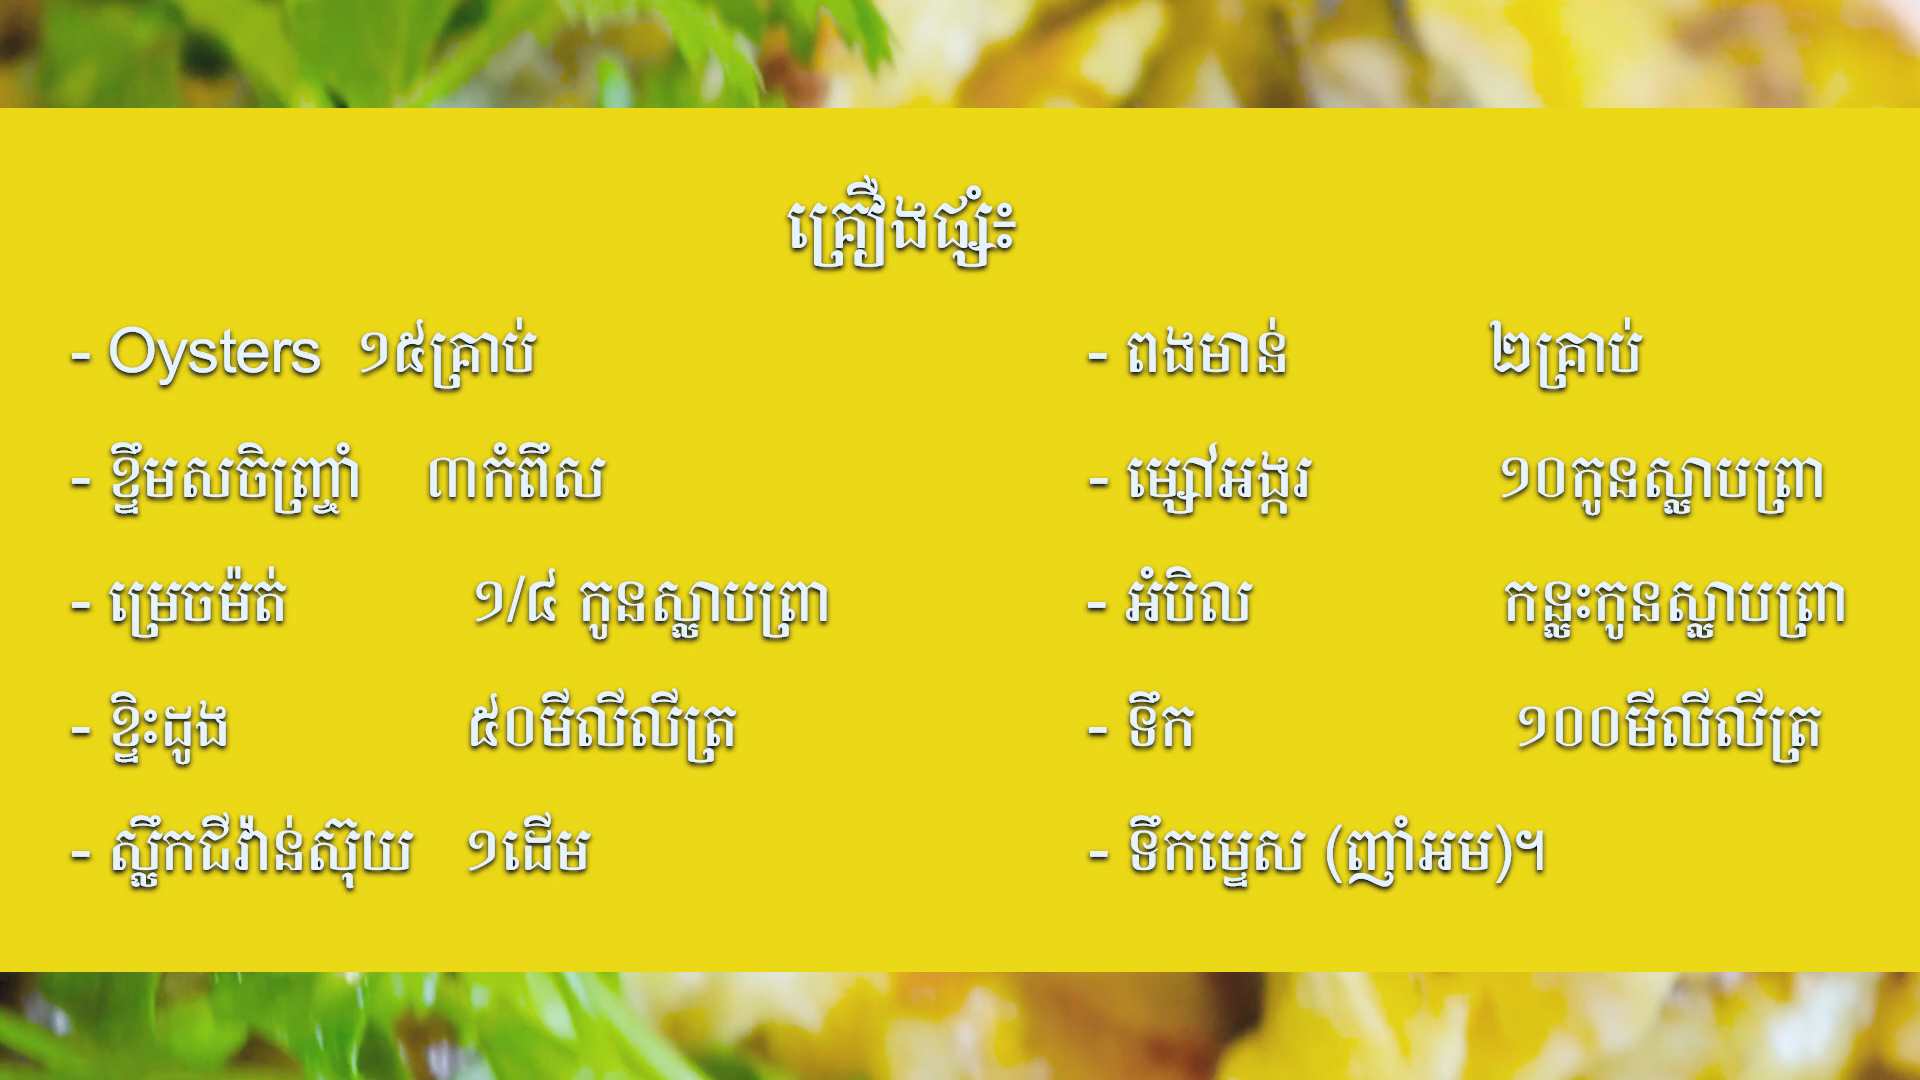 គ្រឿងផ្សំ៖
- Oysters ១៥គ្រាប់
- ខ្ទឹមសចិញ្ច្រាំ ៣កំពឹស
- ម្រេចម៉ត់ ១/៤ កូនស្លាបព្រា
- ខ្ទិះដូង ៥០មីលីលីត្រ
- ស្លឹកជីវ៉ាន់ស៊ុយ ១ដើម
- ពងមាន់ ២គ្រាប់
- ម្សៅអង្ករ ១០កូនស្លាបព្រា
- អំបិល កន្លះកូនស្លាបព្រា
- ទឹក ១០០មីលីលីត្រ
- ទឹកម្ទេស (ញ៉ាំអម)។